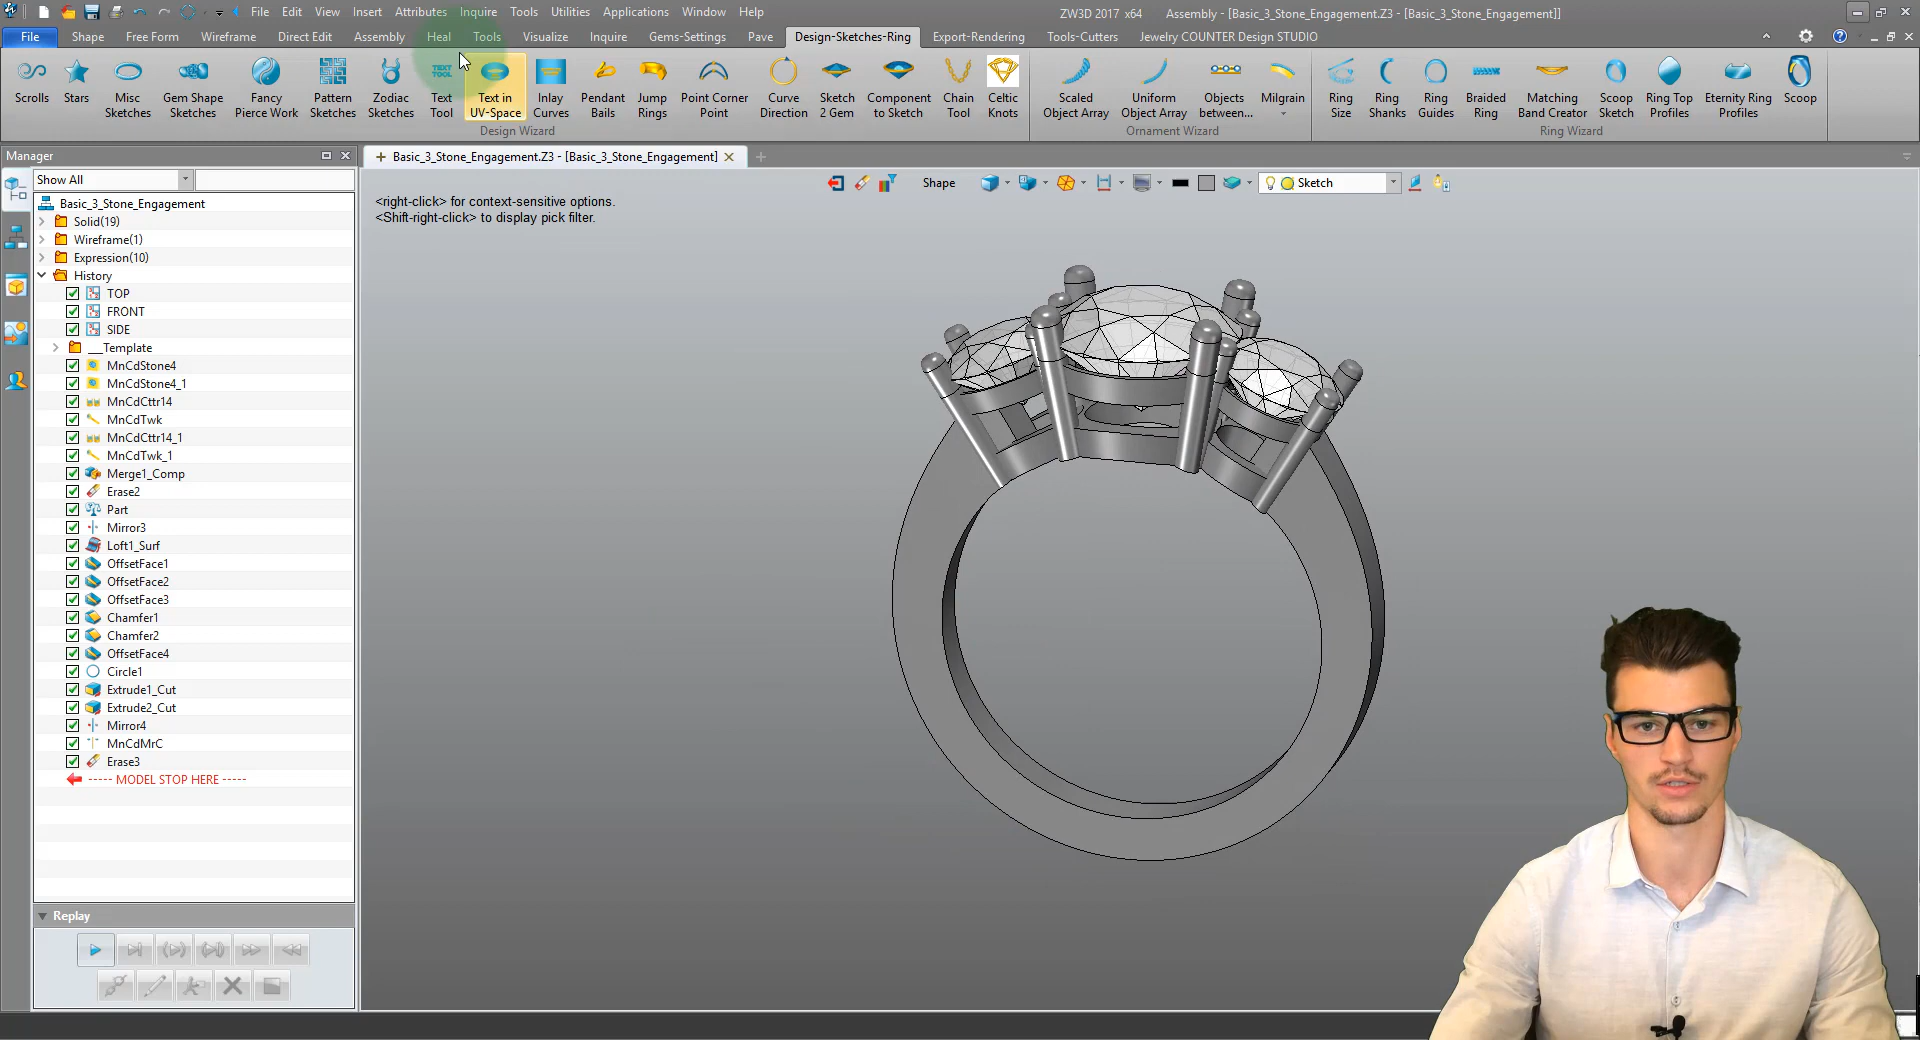 File Edit View Insert Attributes Inquire Tools Utilities Applications Window Help
ZW3D 2017 x64 Assembly - [Basic_3_Stone_Engagement.Z3 - [Basic_3_Stone_Engagement]]
File Shape Free Form Wireframe Direct Edit Assembly Heal Tools Visualize Inquire Gems-Settings Pave Design-Sketches-Ring Export-Rendering Tools-Cutters Jewelry COUNTER Design STUDIO
TEXT
TOOL
Scrolls Stars Misc Sketches Gem Shape Sketches Fancy Pierce Work Pattern Sketches Zodiac Sketches Text Tool Text in UV-Space Inlay Curves Pendant Bails Jump Rings Point Corner Point Curve Direction Sketch 2 Gem Component to Sketch Chain Tool Celtic Knots Scaled Object Array Uniform Object Array Objects between... Milgrain Ring Size Ring Shanks Ring Guides Braided Ring Matching Band Creator Scoop Sketch Ring Top Profiles Eternity Ring Profiles Scoop
Design Wizard Ornament Wizard Ring Wizard
Manager
Basic_3_Stone_Engagement.Z3 - [Basic_3_Stone_Engagement]
Show All
Shape Sketch
<right-click> for context-sensitive options.
<Shift-right-click> to display pick filter.
Basic_3_Stone_Engagement
Solid(19)
Wireframe(1)
Expression(10)
History
TOP
FRONT
SIDE
__Template
MnCdStone4
MnCdStone4_1
MnCdCttr14
MnCdTwk
MnCdCttr14_1
MnCdTwk_1
Merge1_Comp
Erase2
Part
Mirror3
Loft1_Surf
OffsetFace1
OffsetFace2
OffsetFace3
Chamfer1
Chamfer2
OffsetFace4
Circle1
Extrude1_Cut
Extrude2_Cut
Mirror4
MnCdMrC
Erase3
----- MODEL STOP HERE -----
Replay